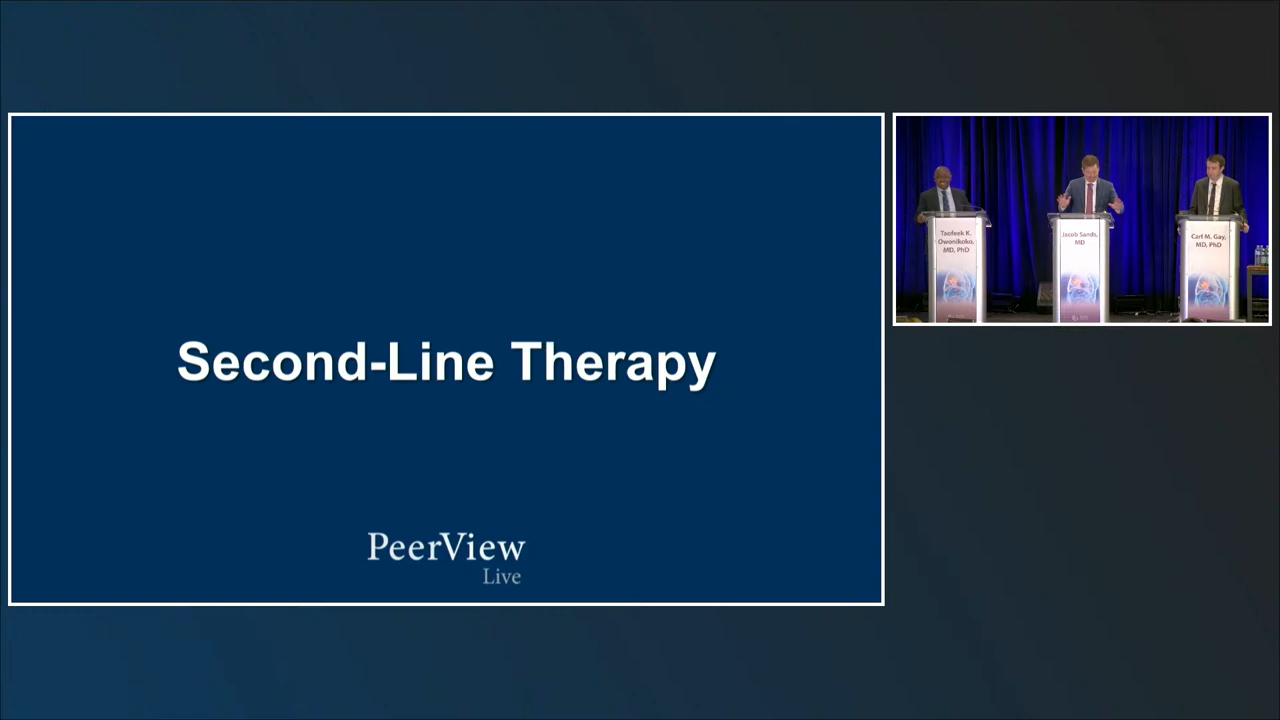 Second-Line Therapy
PeerView
Live
Taofeek K.
Owonikoko,
MD, PhD
Jacob Sands,
MD
Carl M. Gay,
MD, PhD